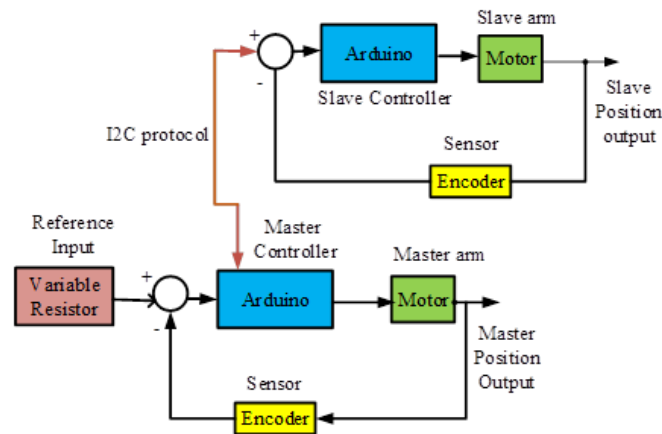 Slave arm
+
Arduino
Motor
-
Slave Controller
Slave
Position
output
I2C protocol
Sensor
Encoder
Reference
Input
Master
Controller
Master arm
Variable
Resistor
+
Arduino
Motor
-
Master
Position
Output
Sensor
Encoder